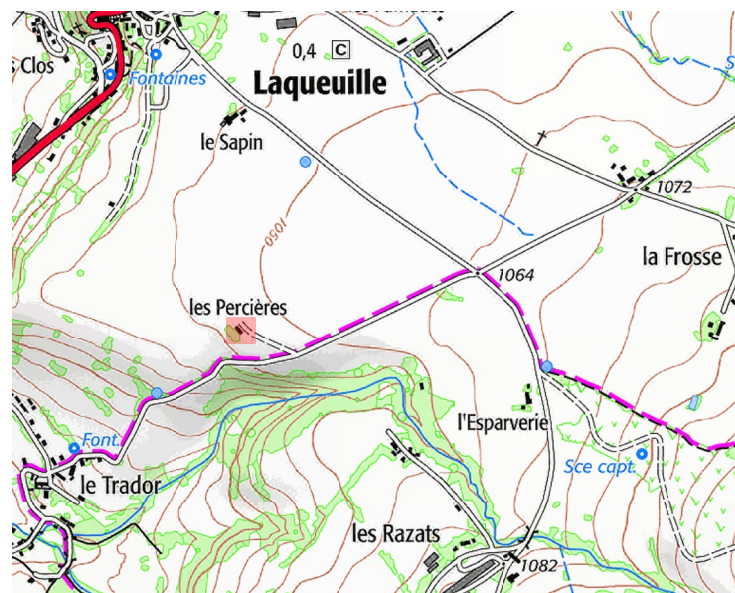 Clos
Fontaines
0,4 C
Laqueuille
le Sapin
1072
1050
la Frosse
1064
les Percières
l'Esparverie
Font.
Sce capt.
le Trador
les Razats
1082